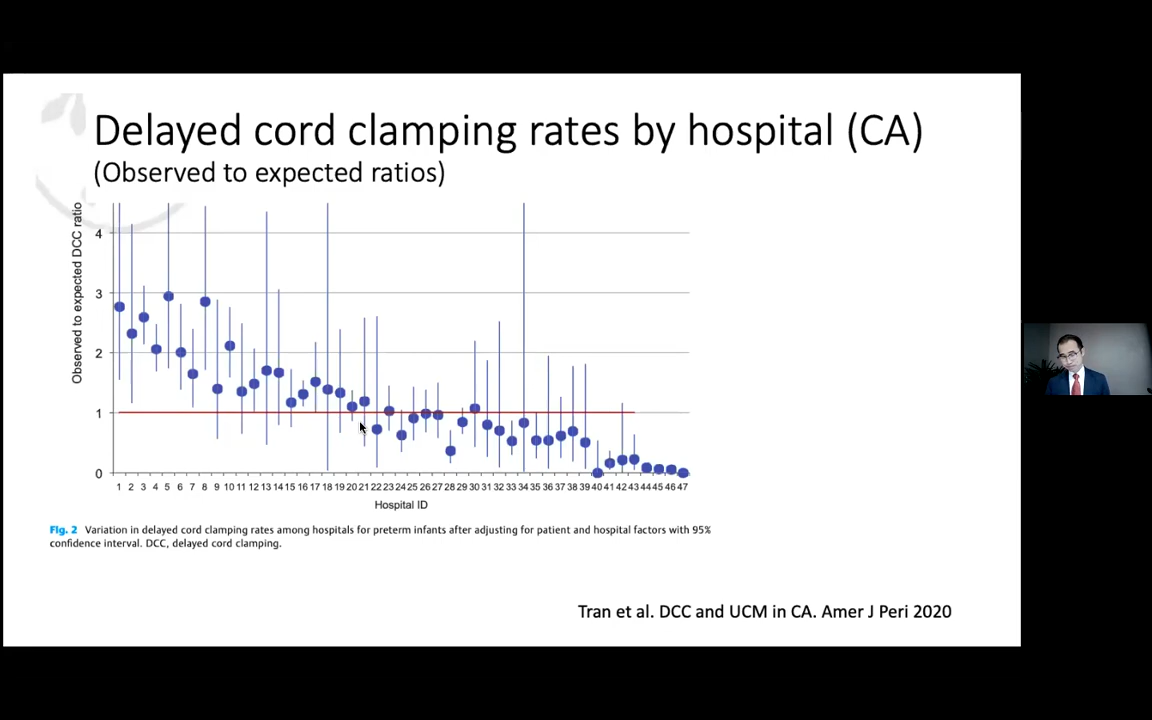 Delayed cord clamping rates by hospital (CA)
(Observed to expected ratios)
Observed to expected DCC ratio
4
3
2
1
0
1 2 3 4 5 6 7 8 9 10 11 12 13 14 15 16 17 18 19 20 21 22 23 24 25 26 27 28 29 30 31 32 33 34 35 36 37 38 39 40 41 42 43 44 45 46 47
Hospital ID
Fig. 2 Variation in delayed cord clamping rates among hospitals for preterm infants after adjusting for patient and hospital factors with 95%
confidence interval. DCC, delayed cord clamping.
Tran et al. DCC and UCM in CA. Amer J Peri 2020